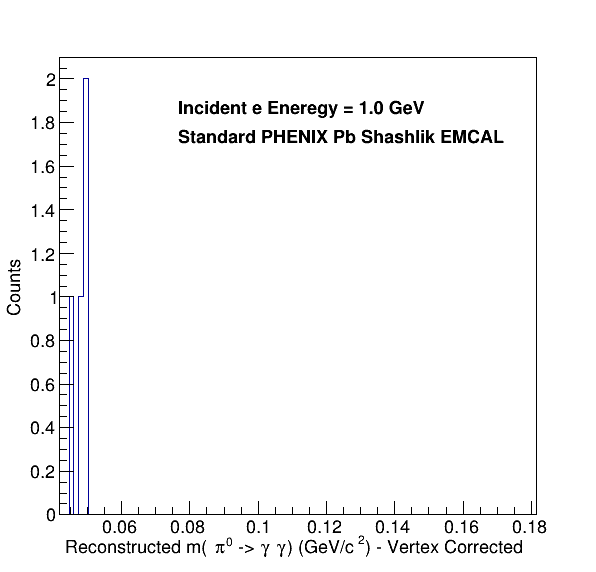 Incident e Eneregy = 1.0 GeV
Standard PHENIX Pb Shashlik EMCAL
Counts
2
1.8
1.6
1.4
1.2
1
0.8
0.6
0.4
0.2
0
0.06 0.08 0.1 0.12 0.14 0.16 0.18
Reconstructed m( π⁰ -> γ γ) (GeV/c²) - Vertex Corrected